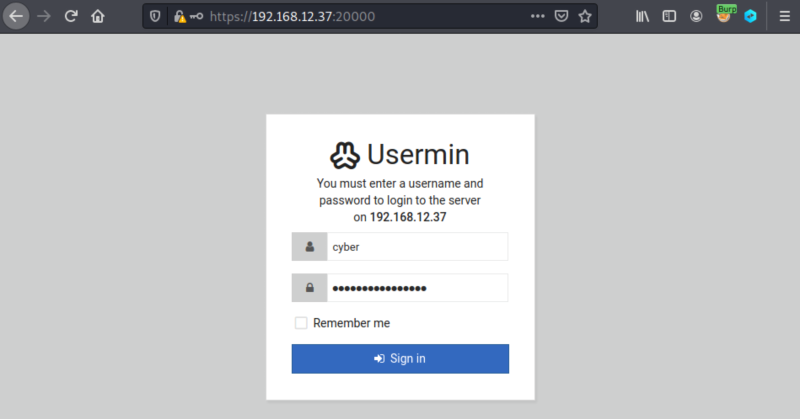 https://192.168.12.37:20000
Burp
Usermin
You must enter a username and
password to login to the server
on 192.168.12.37
cyber
••••••••••••••••
Remember me
Sign in